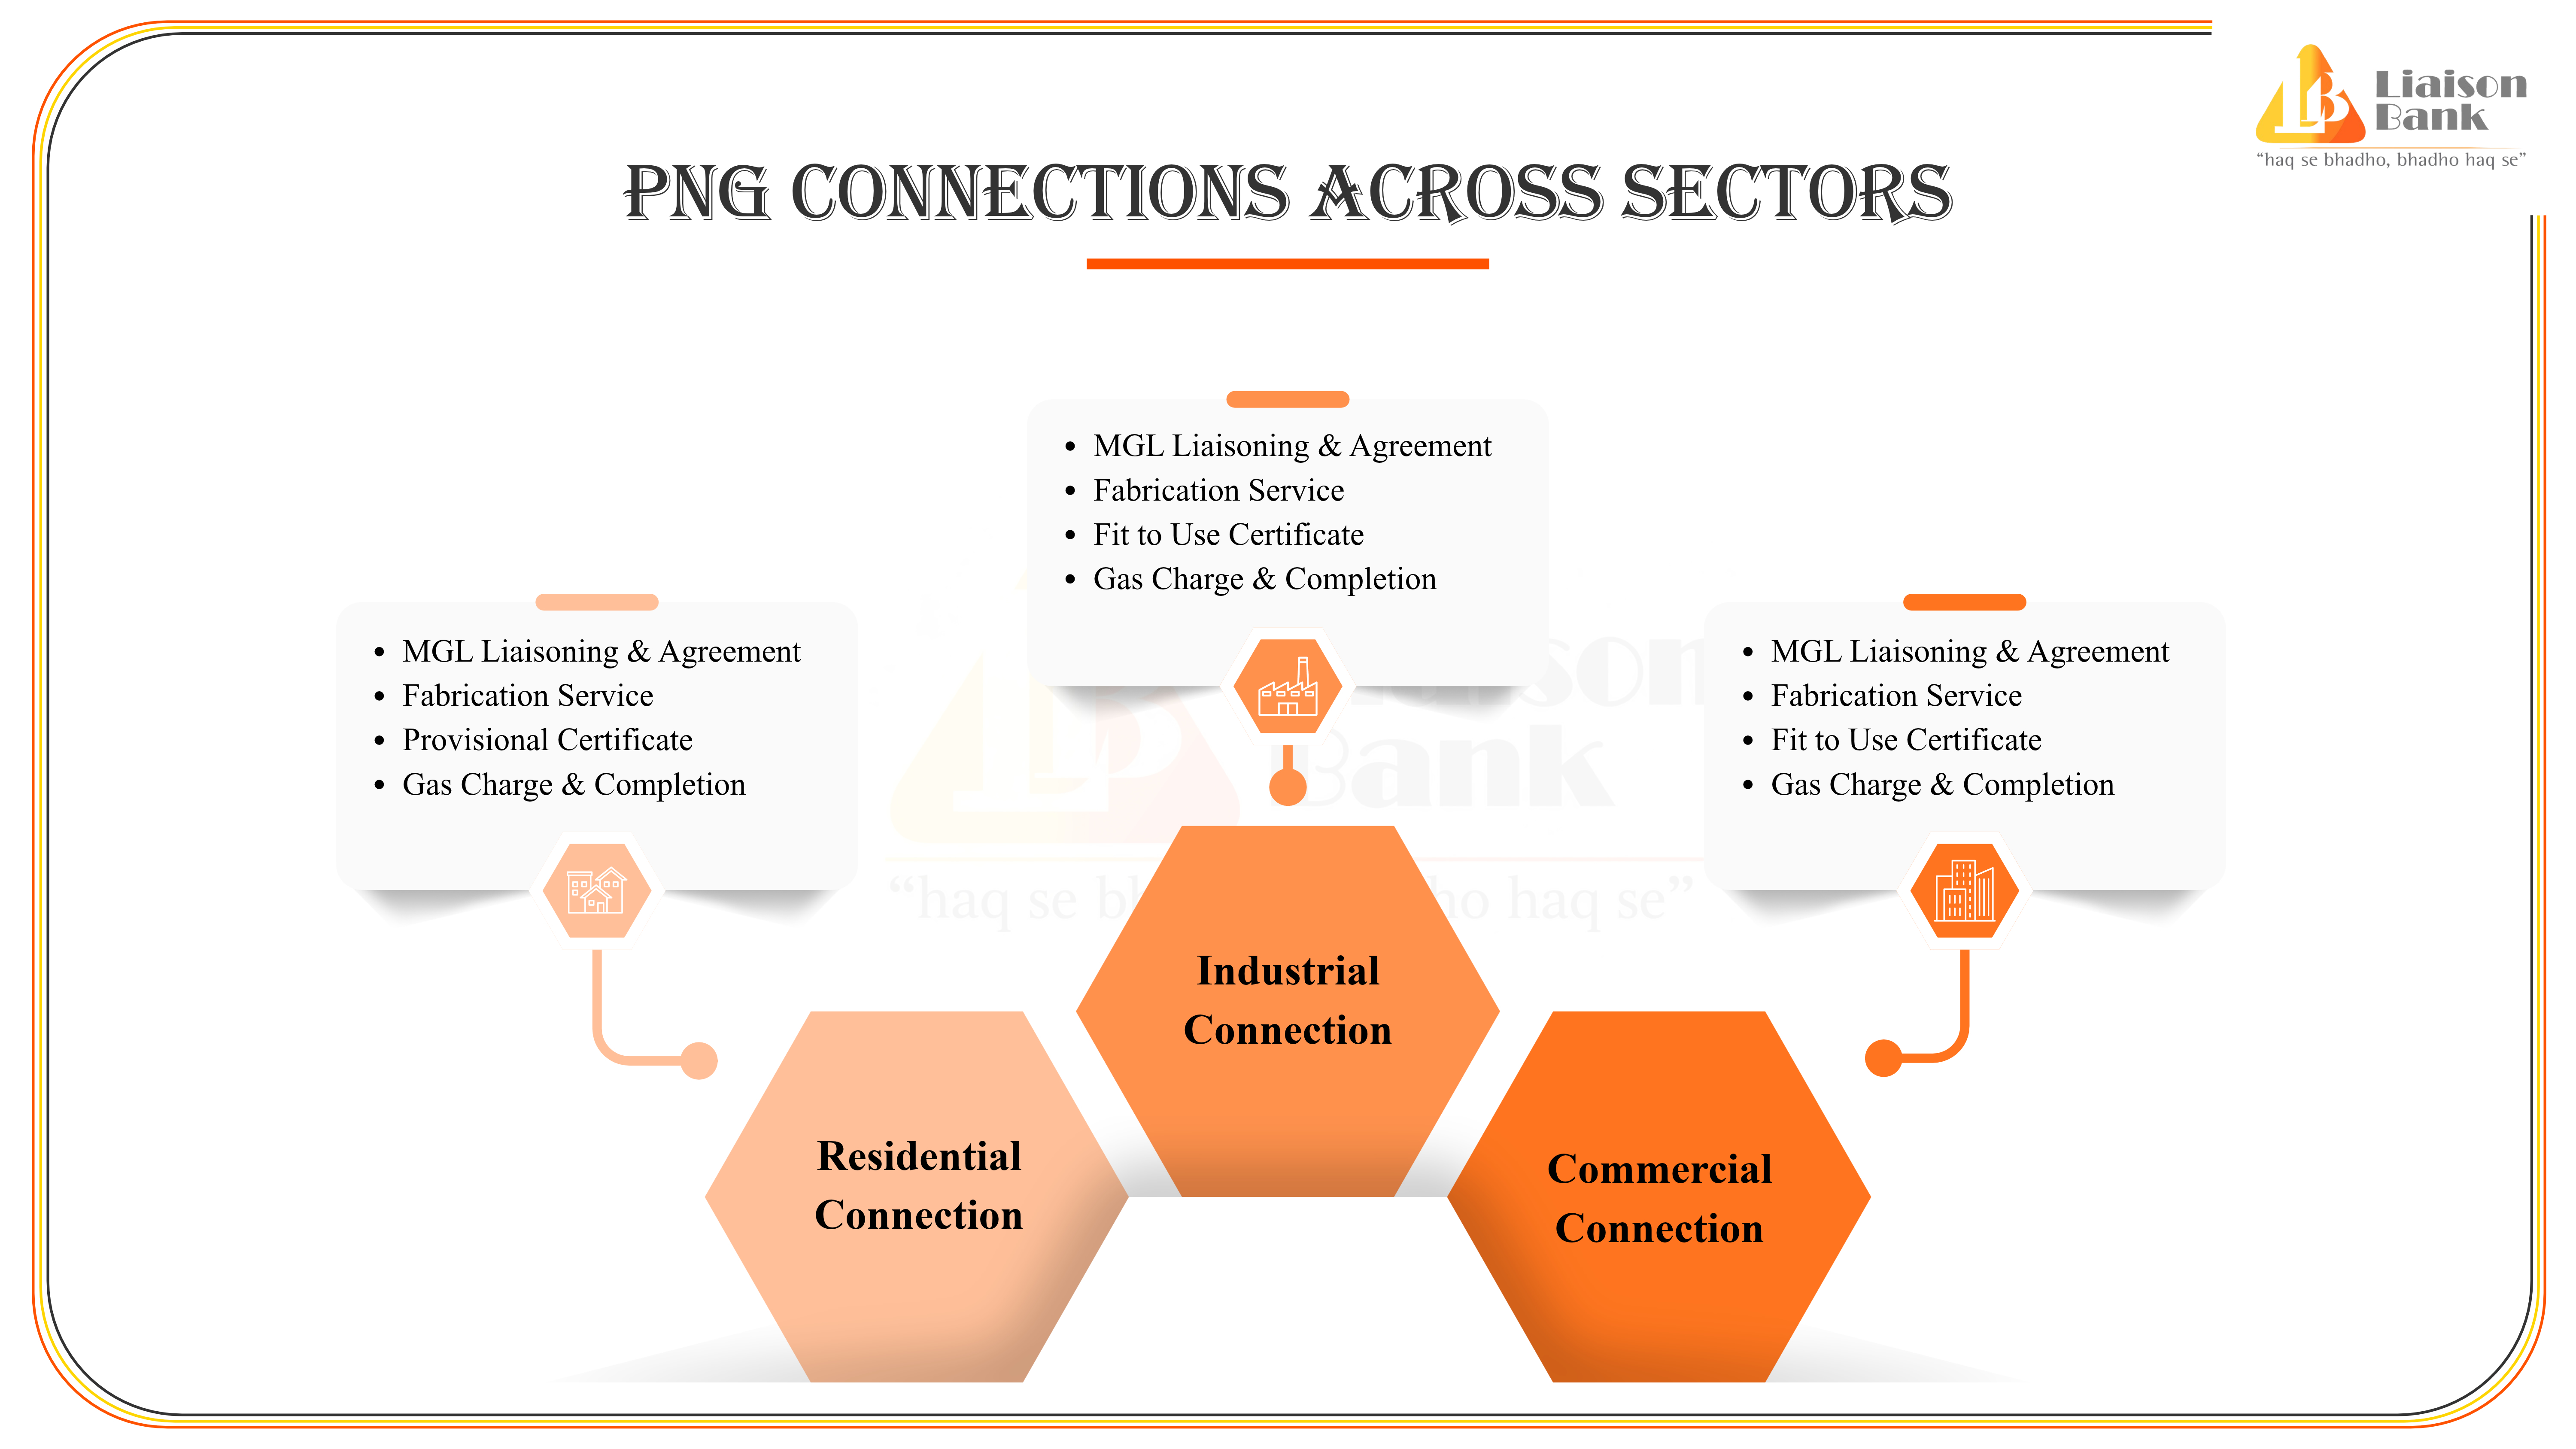 Liaison
Bank
“haq se bhadho, bhadho haq se”
PNG CONNECTIONS ACROSS SECTORS
• MGL Liaisoning & Agreement
• Fabrication Service
• Fit to Use Certificate
• Gas Charge & Completion
• MGL Liaisoning & Agreement
• Fabrication Service
• Provisional Certificate
• Gas Charge & Completion
• MGL Liaisoning & Agreement
• Fabrication Service
• Fit to Use Certificate
• Gas Charge & Completion
Industrial
Connection
Residential
Connection
Commercial
Connection